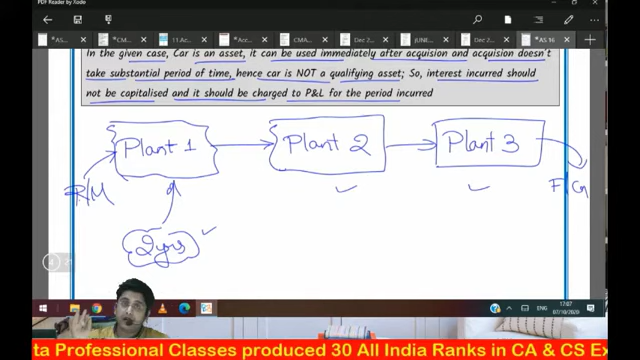 PDF Reader by Xodo
In the given case, Car is an asset, it can be used immediately after acquision and acquision doesn't
take substantial period of time, hence car is NOT a qualifying asset; So, interest incurred should
not be capitalised and it should be charged to P&L for the period incurred
Plant 1
Plant 2
Plant 3
R/M
F/G
2yrs
ENG
17:07
07/10/2020
ta Professional Classes produced 30 All India Ranks in CA & CS Ex